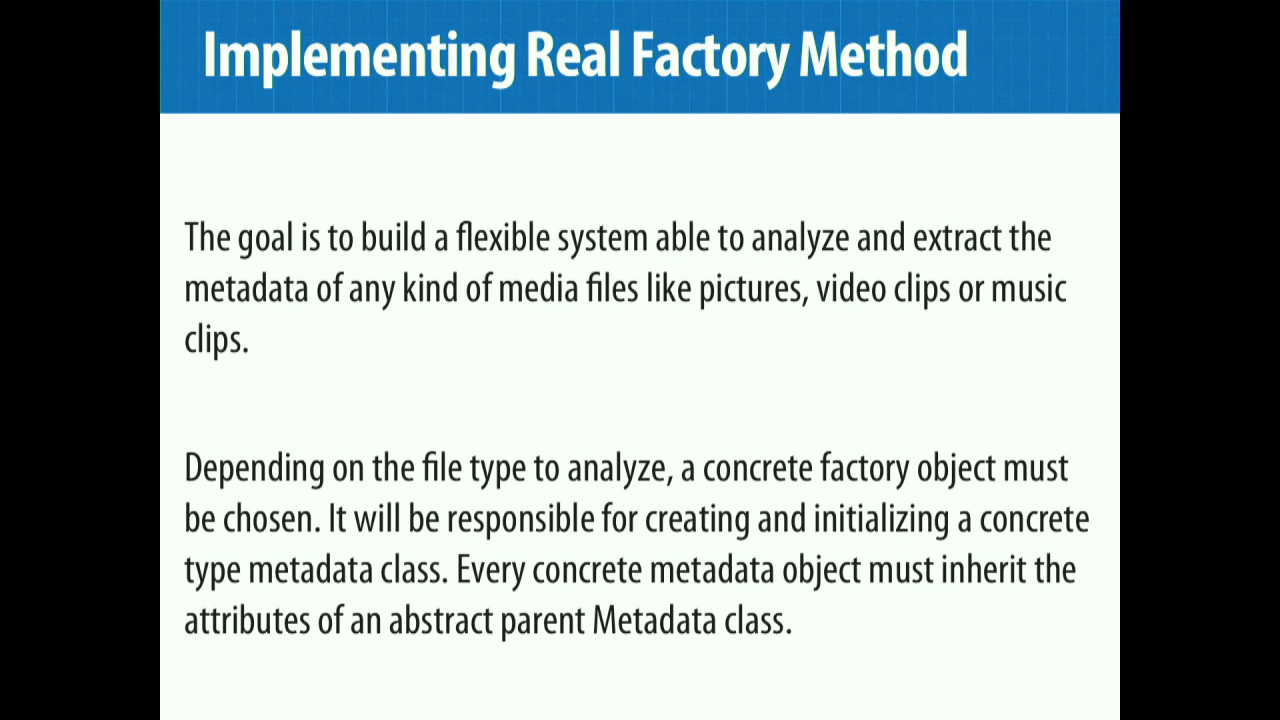 Implementing Real Factory Method
The goal is to build a flexible system able to analyze and extract the
metadata of any kind of media files like pictures, video clips or music
clips.
Depending on the file type to analyze, a concrete factory object must
be chosen. It will be responsible for creating and initializing a concrete
type metadata class. Every concrete metadata object must inherit the
attributes of an abstract parent Metadata class.